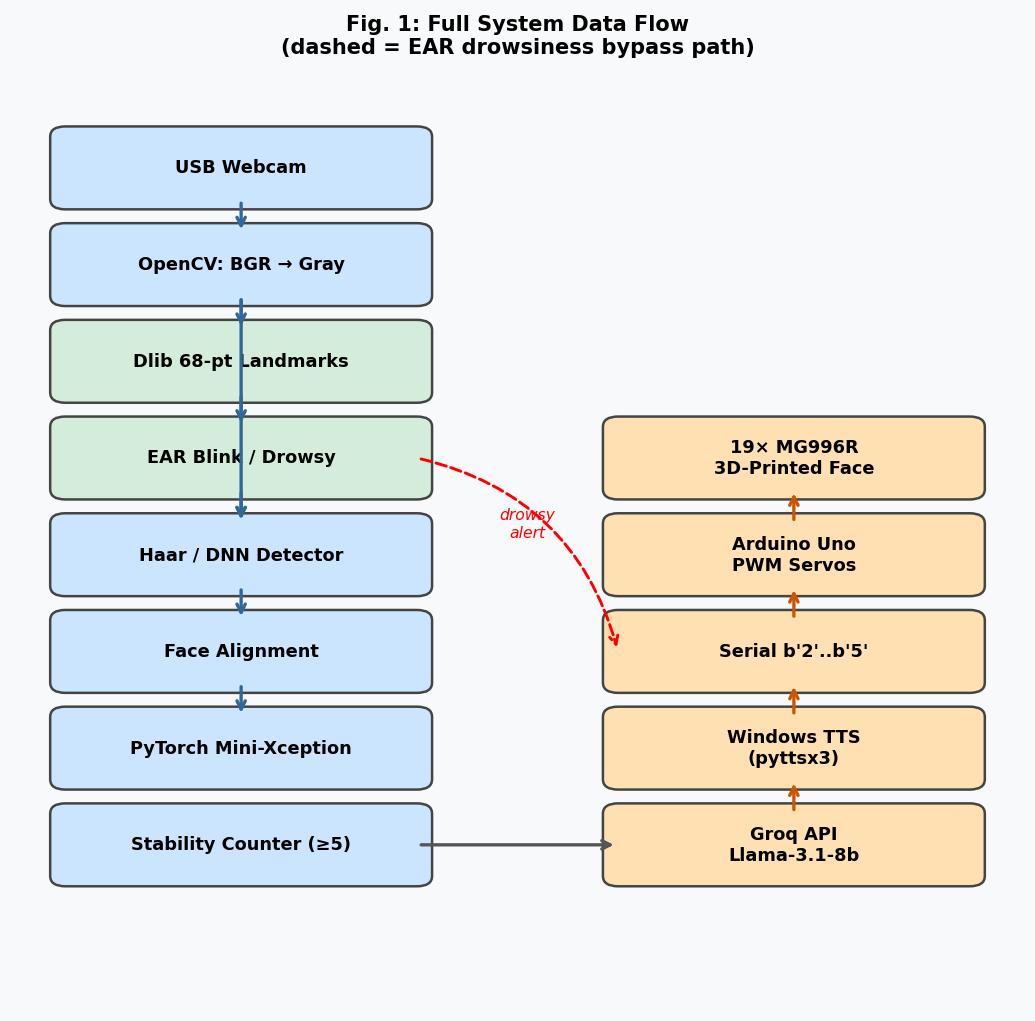 Fig. 1: Full System Data Flow
(dashed = EAR drowsiness bypass path)
USB Webcam
OpenCV: BGR → Gray
Dlib 68-pt Landmarks
EAR Blink / Drowsy
Haar / DNN Detector
Face Alignment
PyTorch Mini-Xception
Stability Counter (≥5)
drowsy
alert
19× MG996R
3D-Printed Face
Arduino Uno
PWM Servos
Serial b'2'..b'5'
Windows TTS
(pyttsx3)
Groq API
Llama-3.1-8b